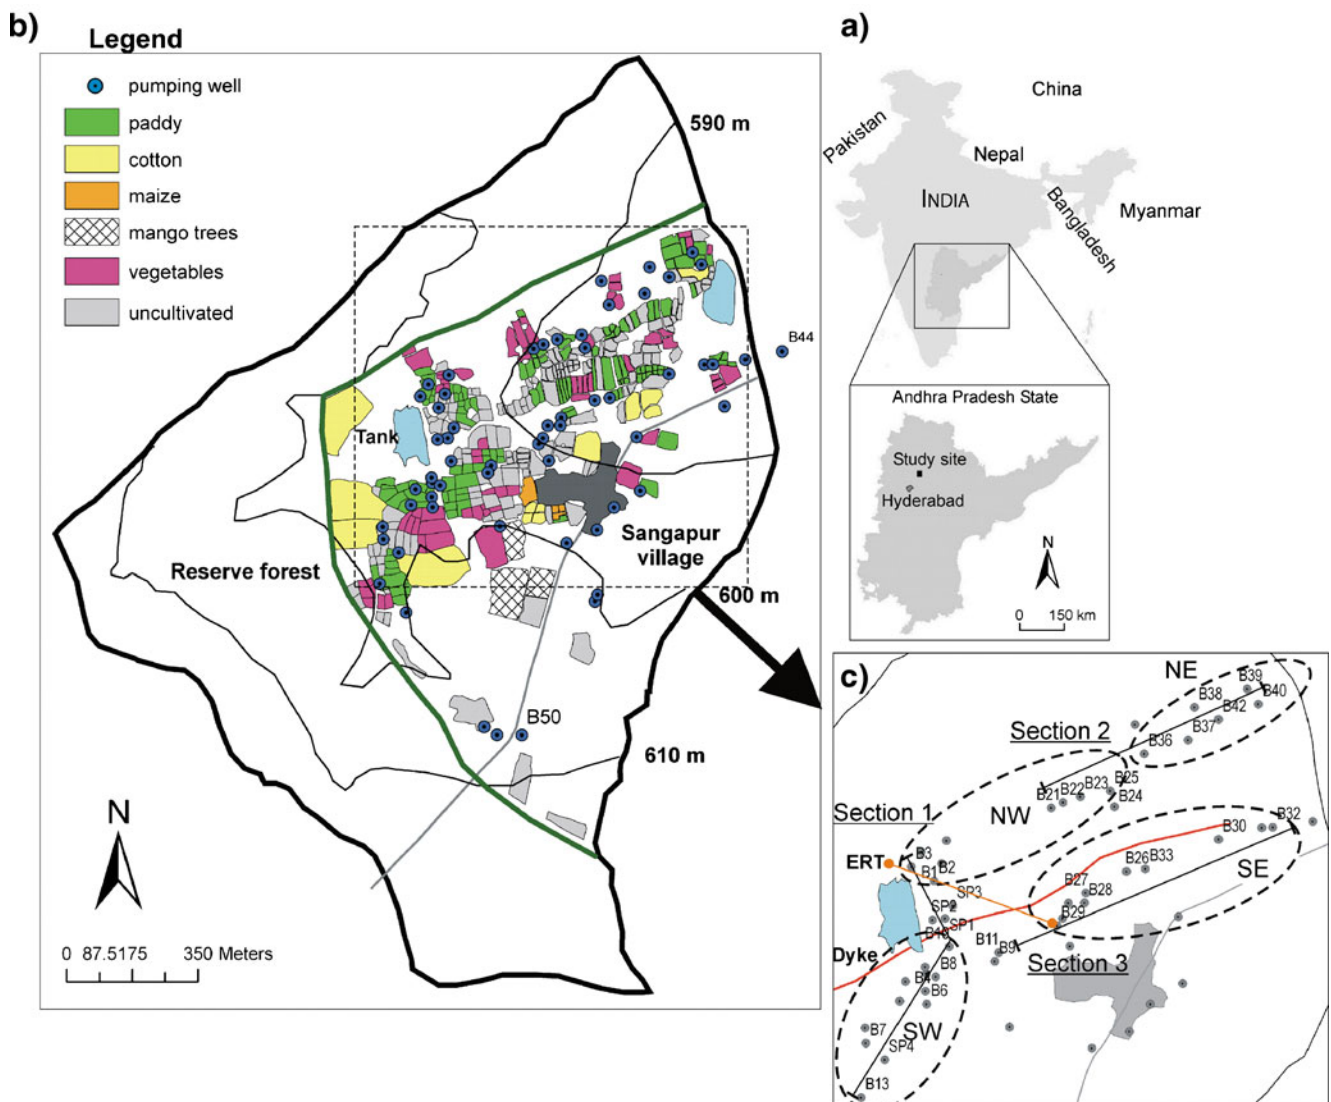 b)
Legend
pumping well
paddy
cotton
maize
mango trees
vegetables
uncultivated
590 m
B44
Tank
Reserve forest
Sangapur
village
600 m
B50
610 m
N
0 87.5175 350 Meters
a)
China
Pakistan
Nepal
INDIA
Bangladesh
Myanmar
Andhra Pradesh State
Study site
Hyderabad
N
0 150 km
c)
NE
B39
B38
B40
B42
Section 2
B37
B36
B25
B23
B22
B21
B24
Section 1
NW
B32
B30
B3
ERT
B2
B1
B26
B33
SE
SP3
B27
B28
SP2
B29
SP1
B10
B11
B9
Dyke
Section 3
B8
B4
B6
B7
SW
SP4
B13